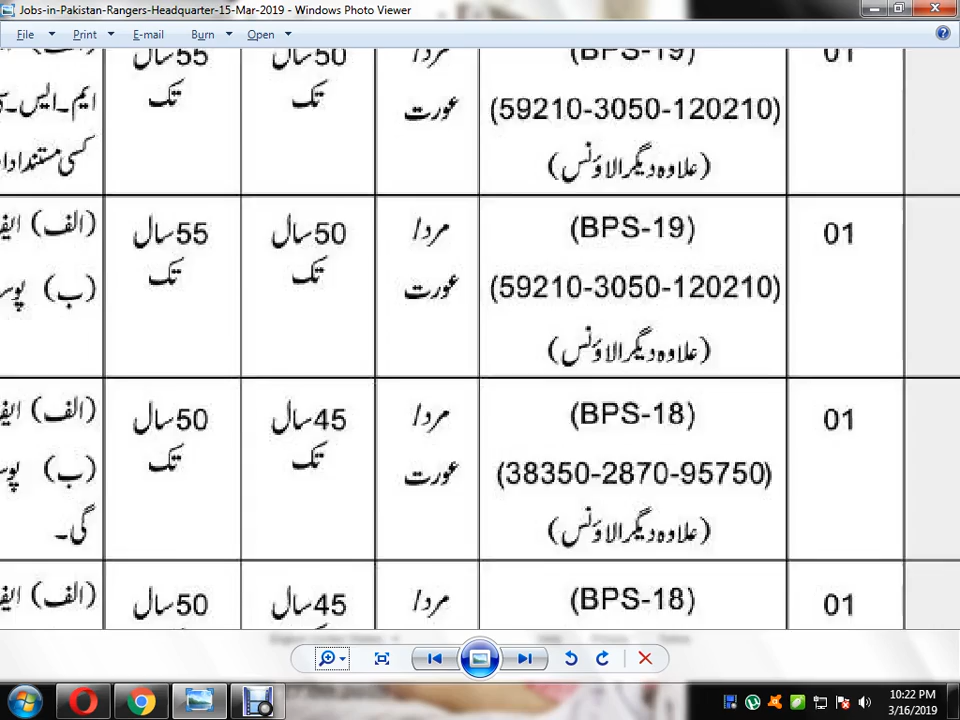 Jobs-in-Pakistan-Rangers-Headquarter-15-Mar-2019 - Windows Photo Viewer
File Print E-mail Burn Open
01 (BPS-19) مرد/ 50سال 55سال
(59210-3050-120210) عورت تک تک ایم۔ایس۔سی
(علاوہ دیگر الاؤنس) کسی مستند
01 (BPS-19) مرد/ 50سال 55سال (الف)
(59210-3050-120210) عورت تک تک (ب)
(علاوہ دیگر الاؤنس)
01 (BPS-18) مرد/ 45سال 50سال (الف)
(38350-2870-95750) عورت تک تک (ب)
(علاوہ دیگر الاؤنس) گی۔
01 (BPS-18) مرد/ 45سال 50سال (الف)
10:22 PM
3/16/2019